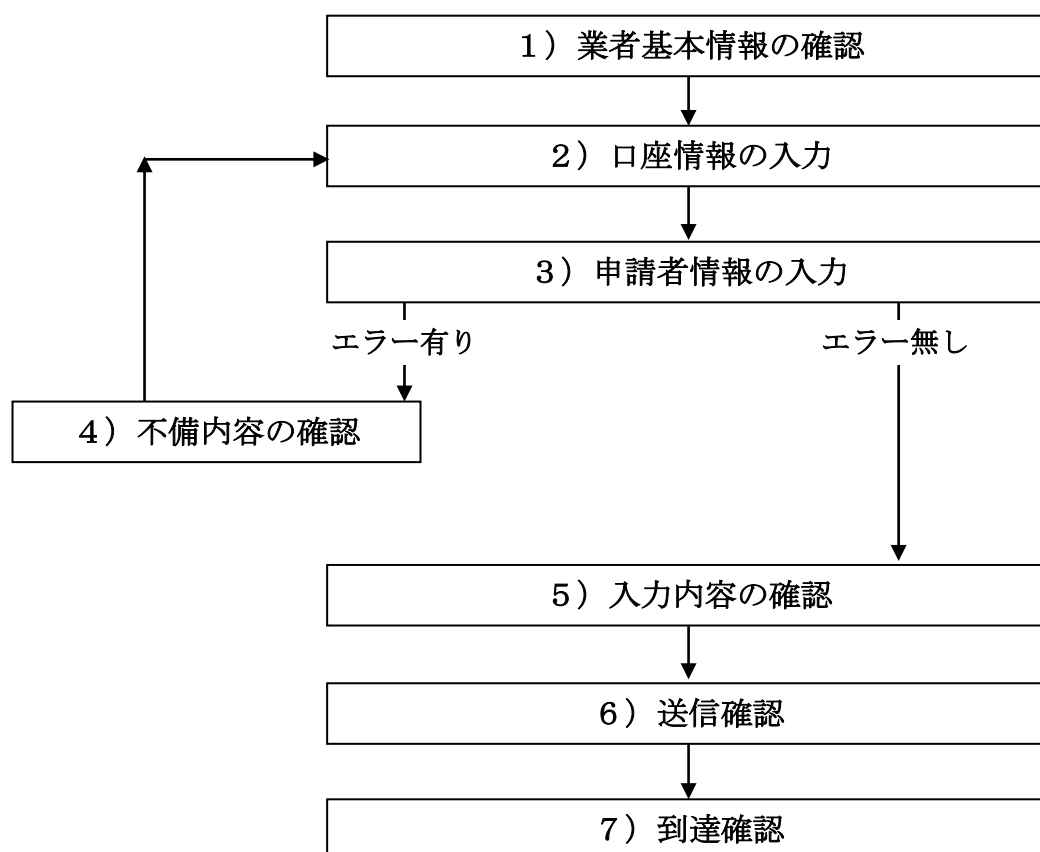 １）業者基本情報の確認
２）口座情報の入力
３）申請者情報の入力
エラー有り
エラー無し
４）不備内容の確認
５）入力内容の確認
６）送信確認
７）到達確認